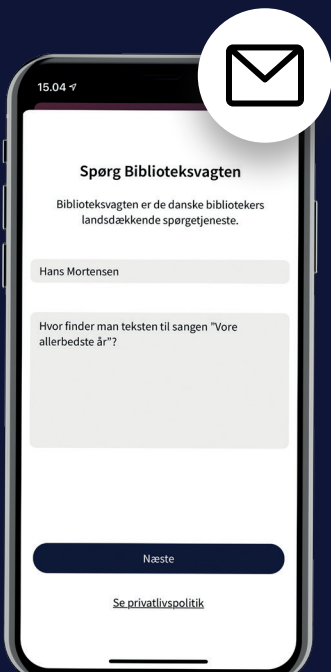 15.04
Spørg Biblioteksvagten
Biblioteksvagten er de danske bibliotekers
landsdækkende spørgetjeneste.
Hans Mortensen
Hvor finder man teksten til sangen "Vore
allerbedste år"?
Næste
Se privatlivspolitik